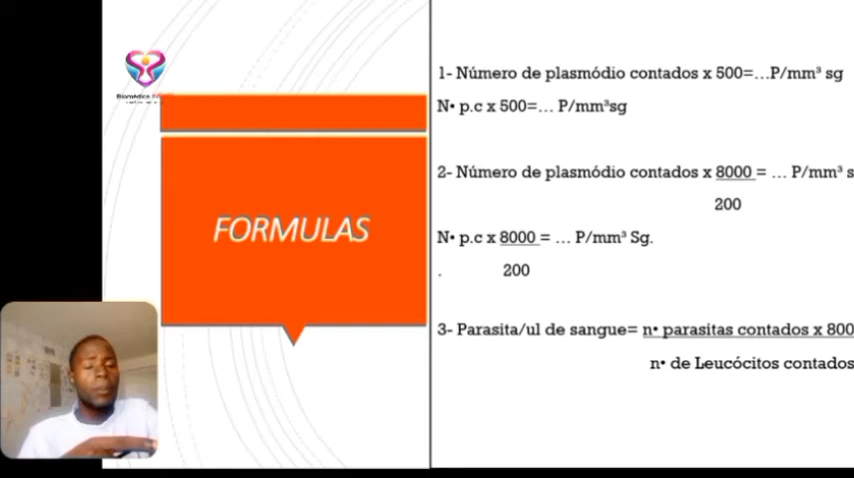 Biomédico
FORMULAS
1- Número de plasmódio contados x 500=...P/mm³ sg
N• p.c x 500=... P/mm³sg
2- Número de plasmódio contados x 8000 = ... P/mm³ s
200
N• p.c x 8000 = ... P/mm³ Sg.
. 200
3- Parasita/ul de sangue= n• parasitas contados x 800
n• de Leucócitos contados